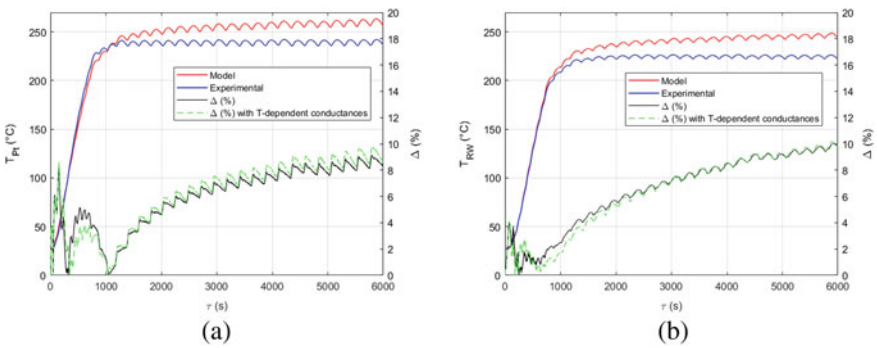 250
200
150
100
50
0
T_Pt (°C)
20
18
16
14
12
10
8
6
4
2
0
Δ (%)
Model
Experimental
Δ (%)
Δ (%) with T-dependent conductances
0 1000 2000 3000 4000 5000 6000
τ (s)
(a)
250
200
150
100
50
0
T_RW (°C)
20
18
16
14
12
10
8
6
4
2
0
Δ (%)
Model
Experimental
Δ (%)
Δ (%) with T-dependent conductances
0 1000 2000 3000 4000 5000 6000
τ (s)
(b)